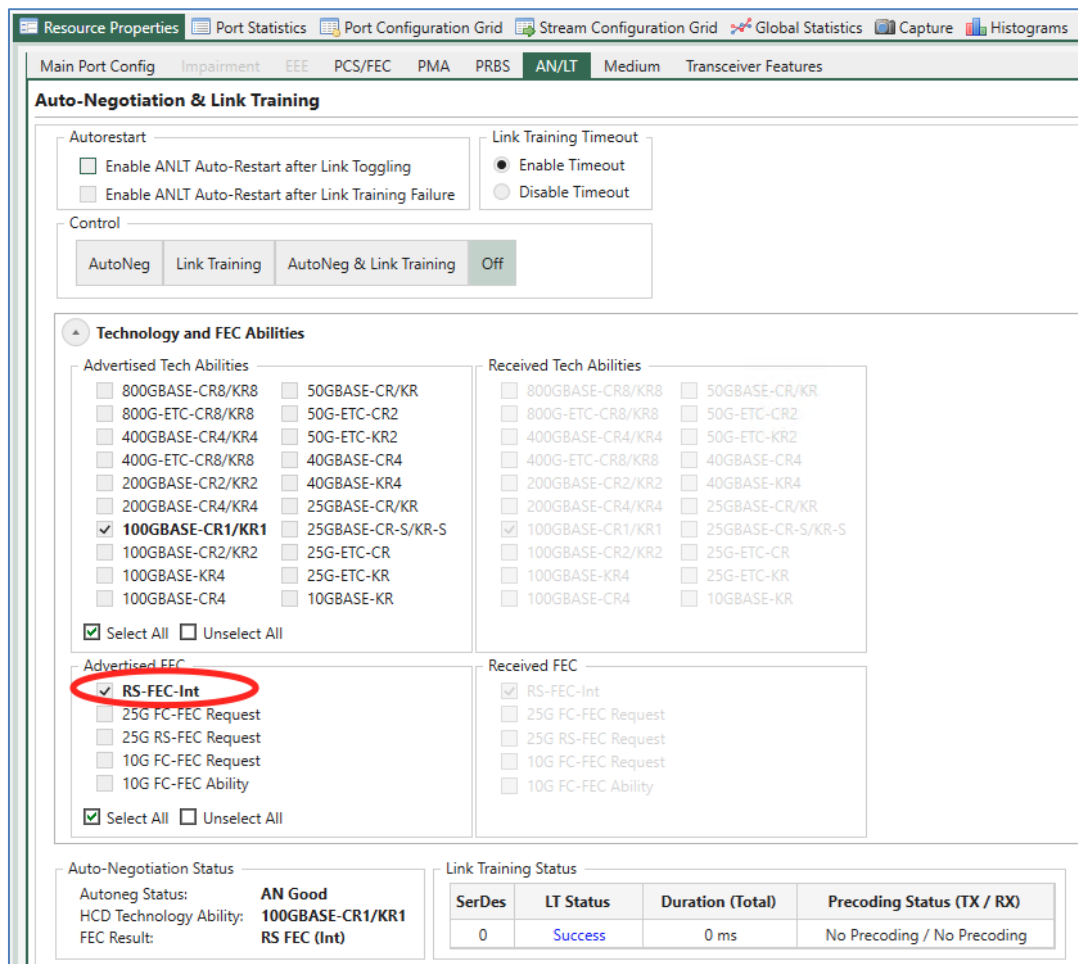 Resource Properties Port Statistics Port Configuration Grid Stream Configuration Grid Global Statistics Capture Histograms
Main Port Config Impairment EEE PCS/FEC PMA PRBS AN/LT Medium Transceiver Features
Auto-Negotiation & Link Training
Autorestart
Enable ANLT Auto-Restart after Link Toggling
Enable ANLT Auto-Restart after Link Training Failure
Link Training Timeout
Enable Timeout
Disable Timeout
Control
AutoNeg Link Training AutoNeg & Link Training Off
Technology and FEC Abilities
Advertised Tech Abilities
800GBASE-CR8/KR8 50GBASE-CR/KR
800G-ETC-CR8/KR8 50G-ETC-CR2
400GBASE-CR4/KR4 50G-ETC-KR2
400G-ETC-CR8/KR8 40GBASE-CR4
200GBASE-CR2/KR2 40GBASE-KR4
200GBASE-CR4/KR4 25GBASE-CR/KR
100GBASE-CR1/KR1 25GBASE-CR-S/KR-S
100GBASE-CR2/KR2 25G-ETC-CR
100GBASE-KR4 25G-ETC-KR
100GBASE-CR4 10GBASE-KR
Select All Unselect All
Received Tech Abilities
800GBASE-CR8/KR8 50GBASE-CR/KR
800G-ETC-CR8/KR8 50G-ETC-CR2
400GBASE-CR4/KR4 50G-ETC-KR2
400G-ETC-CR8/KR8 40GBASE-CR4
200GBASE-CR2/KR2 40GBASE-KR4
200GBASE-CR4/KR4 25GBASE-CR/KR
100GBASE-CR1/KR1 25GBASE-CR-S/KR-S
100GBASE-CR2/KR2 25G-ETC-CR
100GBASE-KR4 25G-ETC-KR
100GBASE-CR4 10GBASE-KR
Advertised FEC
RS-FEC-Int
25G FC-FEC Request
25G RS-FEC Request
10G FC-FEC Request
10G FC-FEC Ability
Select All Unselect All
Received FEC
RS-FEC-Int
25G FC-FEC Request
25G RS-FEC Request
10G FC-FEC Request
10G FC-FEC Ability
Auto-Negotiation Status
Autoneg Status: AN Good
HCD Technology Ability: 100GBASE-CR1/KR1
FEC Result: RS FEC (Int)
Link Training Status
SerDes LT Status Duration (Total) Precoding Status (TX / RX)
0 Success 0 ms No Precoding / No Precoding